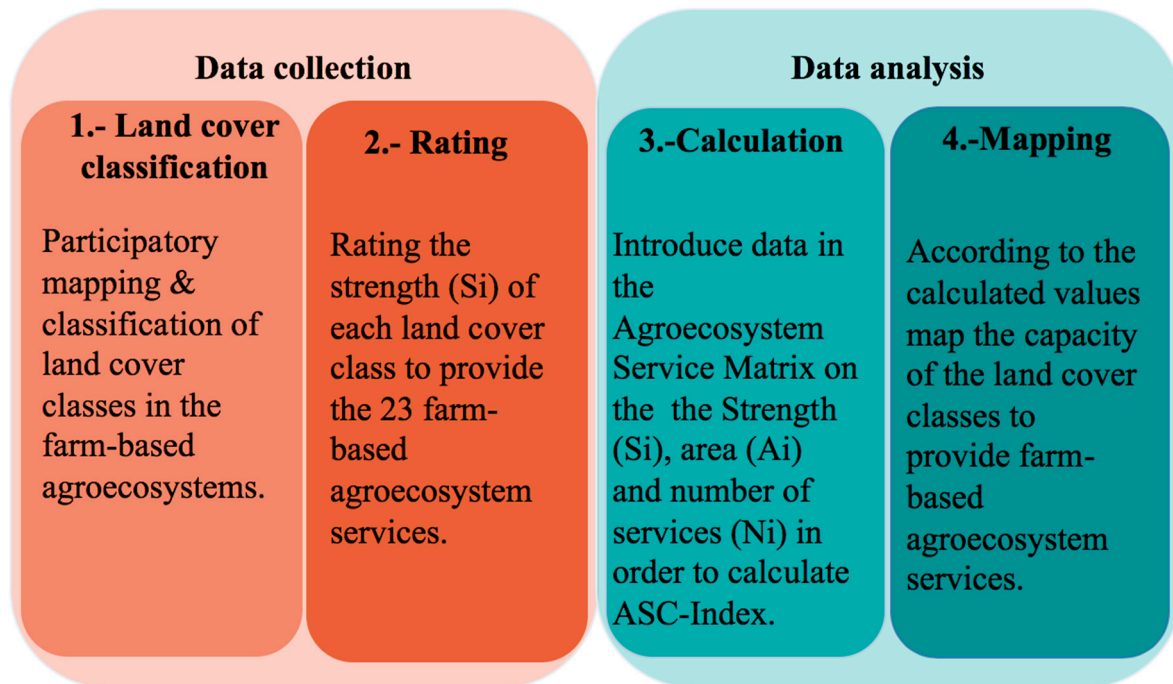 Data collection
1.- Land cover
classification
Participatory
mapping &
classification of
land cover
classes in the
farm-based
agroecosystems.
2.- Rating
Rating the
strength (Si) of
each land cover
class to provide
the 23 farm-
based
agroecosystem
services.
Data analysis
3.-Calculation
Introduce data in
the
Agroecosystem
Service Matrix on
the the Strength
(Si), area (Ai)
and number of
services (Ni) in
order to calculate
ASC-Index.
4.-Mapping
According to the
calculated values
map the capacity
of the land cover
classes to
provide farm-
based
agroecosystem
services.